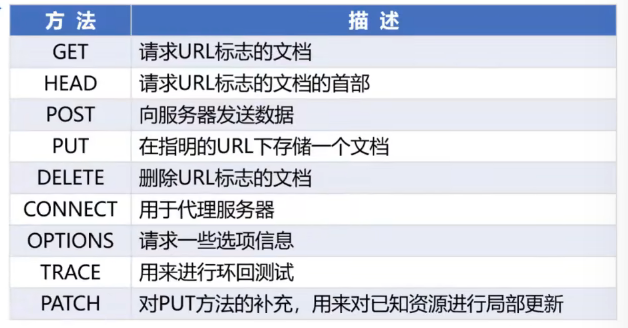 方 法 描 述
GET 请求URL标志的文档
HEAD 请求URL标志的文档的首部
POST 向服务器发送数据
PUT 在指明的URL下存储一个文档
DELETE 删除URL标志的文档
CONNECT 用于代理服务器
OPTIONS 请求一些选项信息
TRACE 用来进行环回测试
PATCH 对PUT方法的补充，用来对已知资源进行局部更新